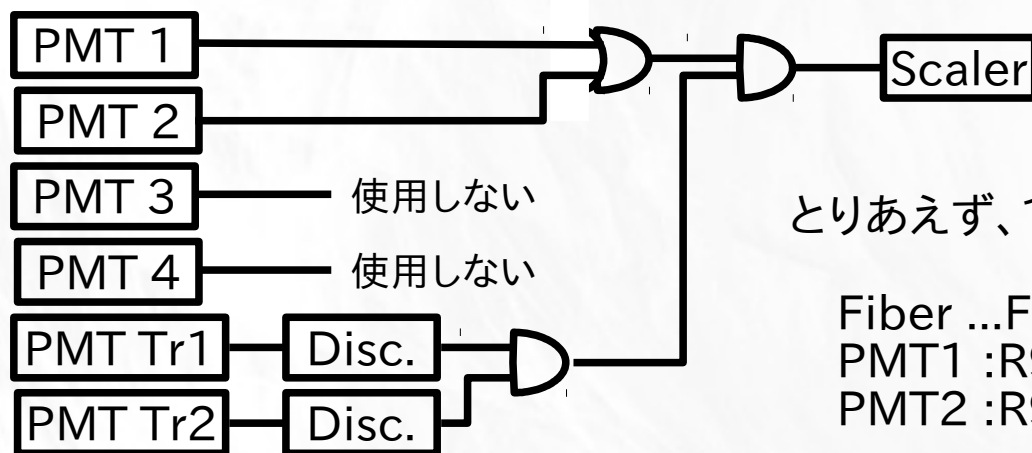 PMT 1
PMT 2
PMT 3
使用しない
PMT 4
使用しない
PMT Tr1
Disc.
PMT Tr2
Disc.
Scaler
とりあえず、
Fiber ...F
PMT1 :R
PMT2 :R